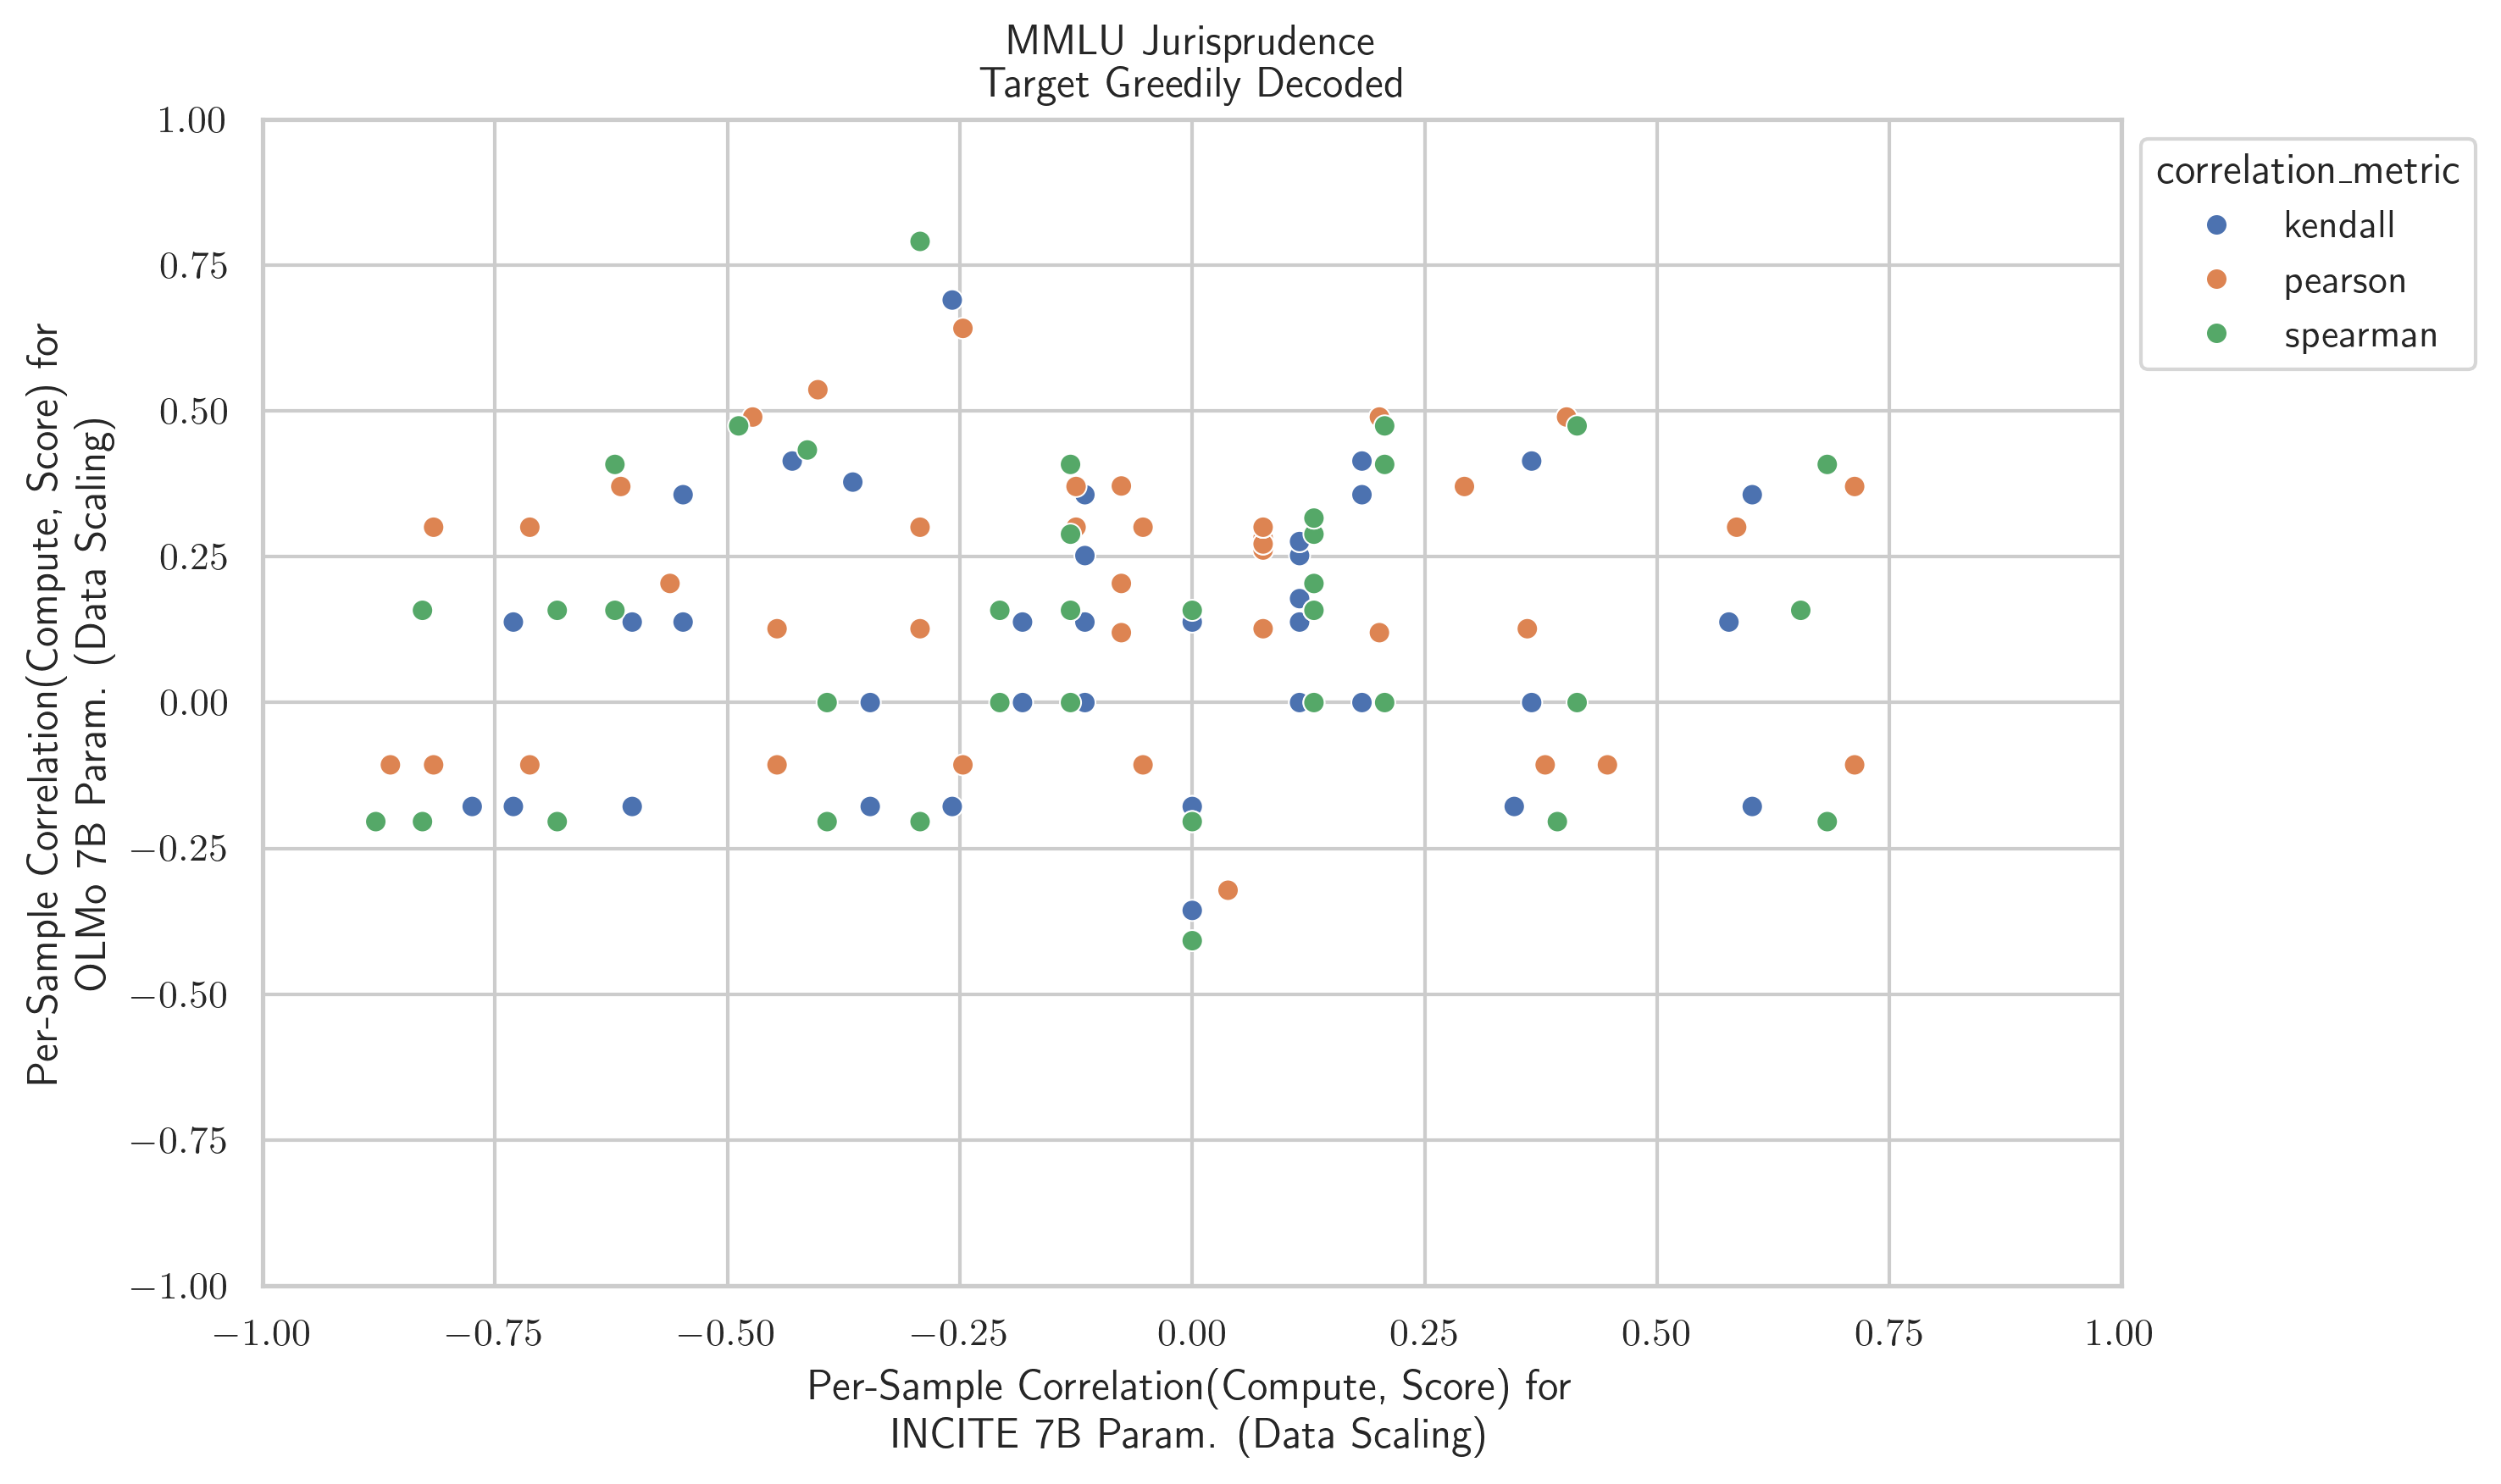 MMLU Jurisprudence
Target Greedily Decoded
1.00
0.75
0.50
0.25
0.00
−0.25
−0.50
−0.75
−1.00
Per-Sample Correlation(Compute, Score) for
OLMo 7B Param. (Data Scaling)
correlation_metric
kendall
pearson
spearman
−1.00 −0.75 −0.50 −0.25 0.00 0.25 0.50 0.75 1.00
Per-Sample Correlation(Compute, Score) for
INCITE 7B Param. (Data Scaling)